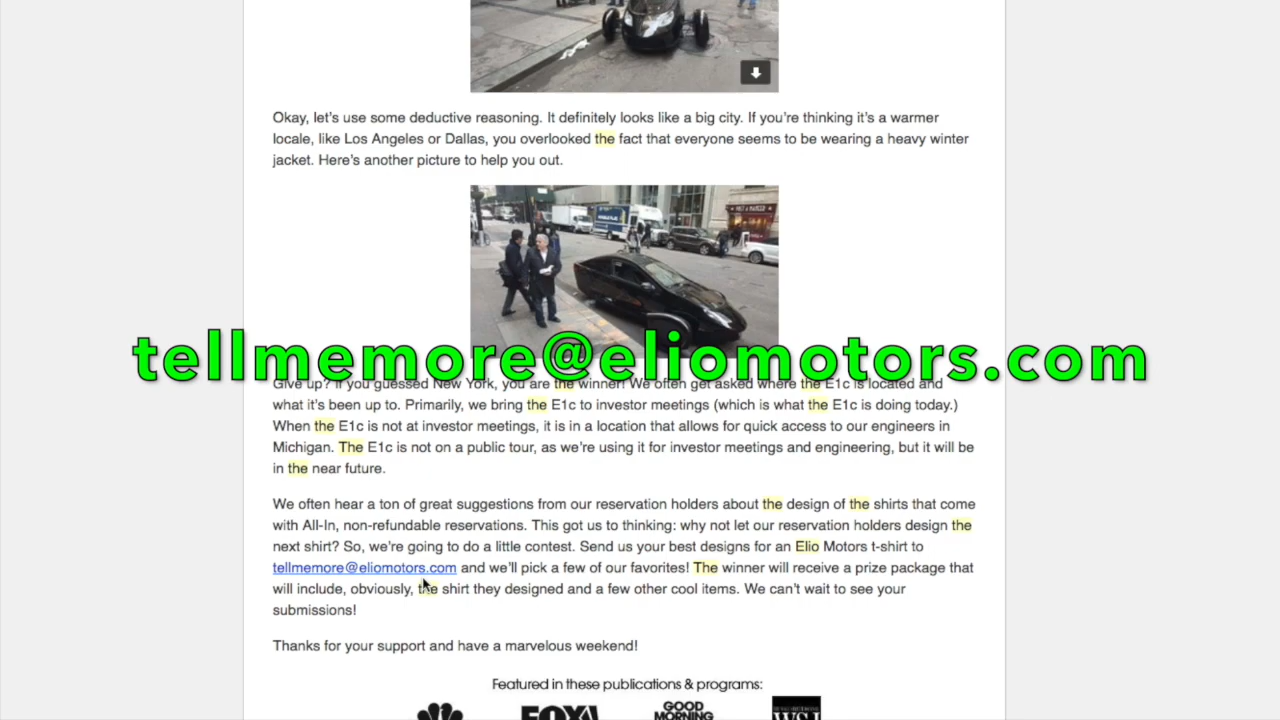 Okay, let's use some deductive reasoning. It definitely looks like a big city. If you're thinking it's a warmer
locale, like Los Angeles or Dallas, you overlooked the fact that everyone seems to be wearing a heavy winter
jacket. Here's another picture to help you out.
tellmemore@eliomotors.com
Give up? If you guessed New York, you are the winner! We often get asked where the E1c is located and
what it's been up to. Primarily, we bring the E1c to investor meetings (which is what the E1c is doing today.)
When the E1c is not at investor meetings, it is in a location that allows for quick access to our engineers in
Michigan. The E1c is not on a public tour, as we're using it for investor meetings and engineering, but it will be
in the near future.
We often hear a ton of great suggestions from our reservation holders about the design of the shirts that come
with All-In, non-refundable reservations. This got us to thinking: why not let our reservation holders design the
next shirt? So, we're going to do a little contest. Send us your best designs for an Elio Motors t-shirt to
tellmemore@eliomotors.com and we'll pick a few of our favorites! The winner will receive a prize package that
will include, obviously, the shirt they designed and a few other cool items. We can't wait to see your
submissions!
Thanks for your support and have a marvelous weekend!
Featured in these publications & programs:
FOX GOOD MORNING WSJ